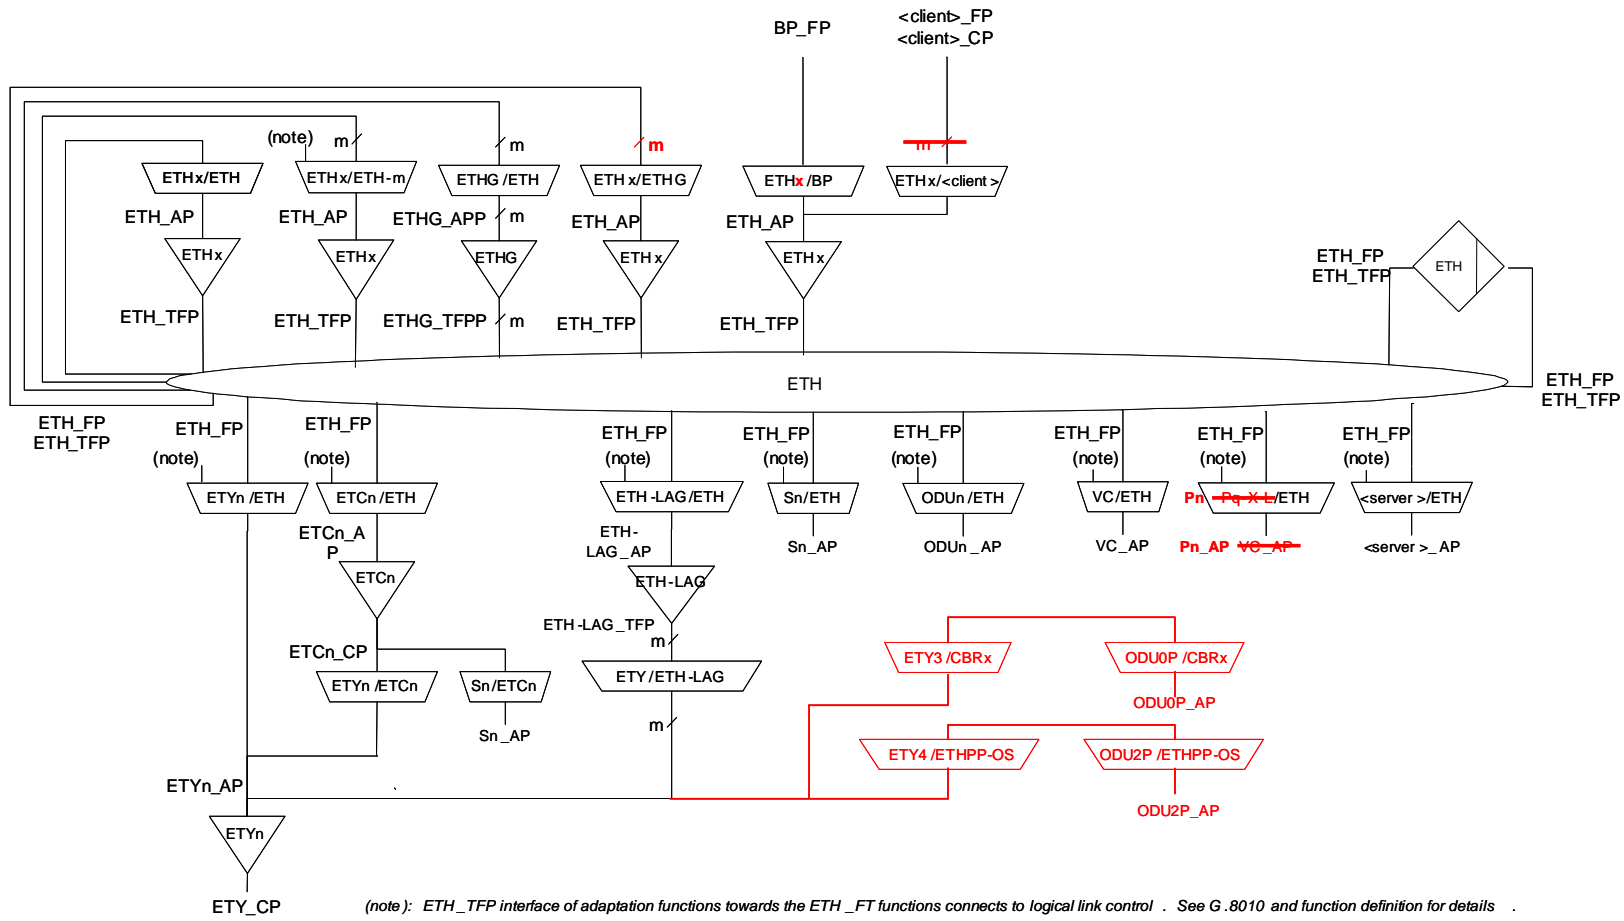 BP_FP
<client>_FP
<client>_CP
(note)
m
m
m
m
ETHx/ETH
ETHx/ETH-m
ETHG/ETH
ETHx/ETHG
ETHx/BP
ETHx/<client>
ETH_AP
ETH_AP
ETHG_APP
m
ETH_AP
ETH_AP
ETHx
ETHx
ETHG
ETHx
ETHx
ETH_FP
ETH_TFP
ETH
ETH_TFP
ETH_TFP
ETHG_TFPP
m
ETH_TFP
ETH_TFP
ETH
ETH_FP
ETH_TFP
ETH_FP
ETH_TFP
ETH_FP
ETH_FP
ETH_FP
ETH_FP
ETH_FP
ETH_FP
ETH_FP
ETH_FP
(note)
(note)
(note)
(note)
(note)
(note)
(note)
(note)
ETYn/ETH
ETCn/ETH
ETH-LAG/ETH
Sn/ETH
ODUn/ETH
VC/ETH
Pn Pq-X-L/ETH
<server>/ETH
ETCn_A
P
ETH-
LAG_AP
Sn_AP
ODUn_AP
VC_AP
Pn_AP VC_AP
<server>_AP
ETCn
ETH-LAG
ETH-LAG_TFP
m
ETCn_CP
ETYn/ETCn
Sn/ETCn
ETY/ETH-LAG
ETY3/CBRx
ODU0P/CBRx
ODU0P_AP
Sn_AP
m
ETY4/ETHPP-OS
ODU2P/ETHPP-OS
ETYn_AP
ODU2P_AP
ETYn
ETY_CP
(note): ETH_TFP interface of adaptation functions towards the ETH_FT functions connects to logical link control. See G.8010 and function definition for details.